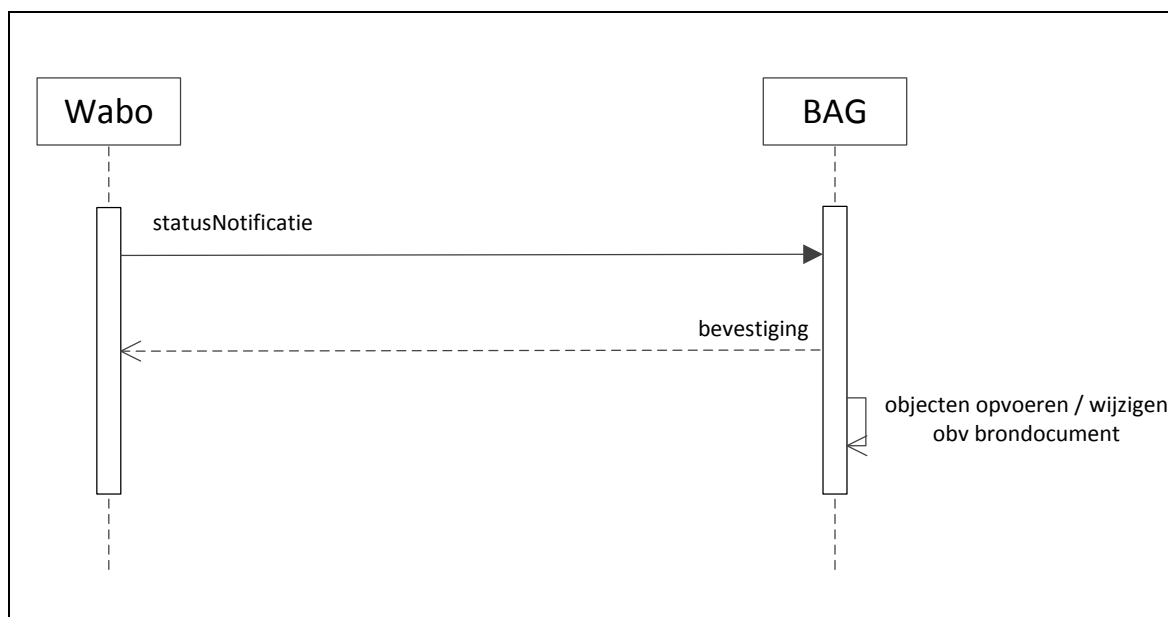 Wabo
BAG
statusNotificatie
bevestiging
objecten opvoeren / wijzigen
obv brondocument